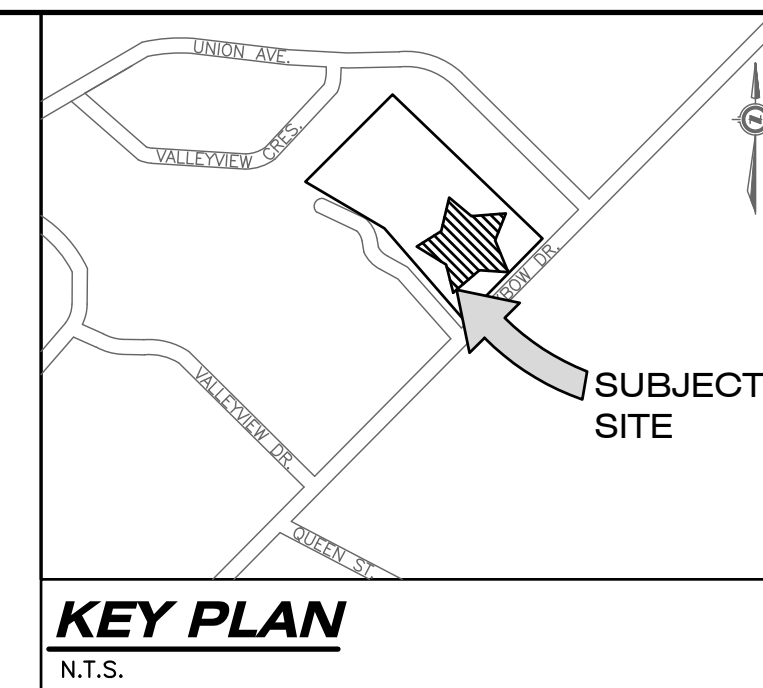 UNION AVE.
VALLEYVIEW CRES.
BOW DR.
SUBJECT
SITE
VALLEYVIEW DR.
QUEEN ST.
KEY PLAN
N.T.S.